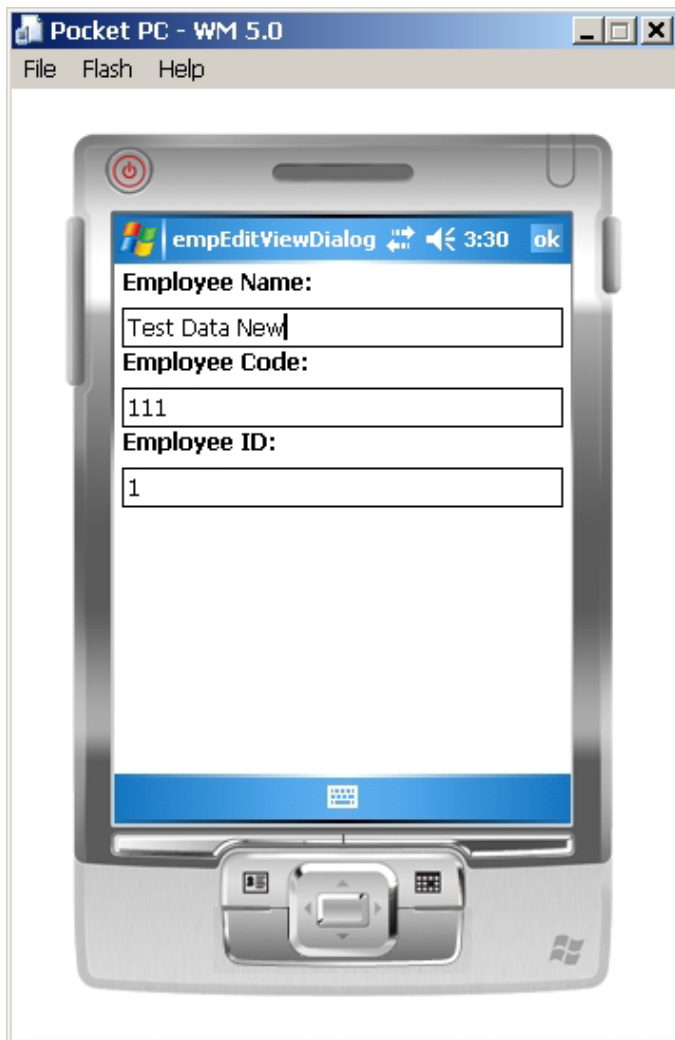 Pocket PC - WM 5.0
File Flash Help
empEditViewDialog 3:30 ok
Employee Name:
Test Data New
Employee Code:
111
Employee ID:
1